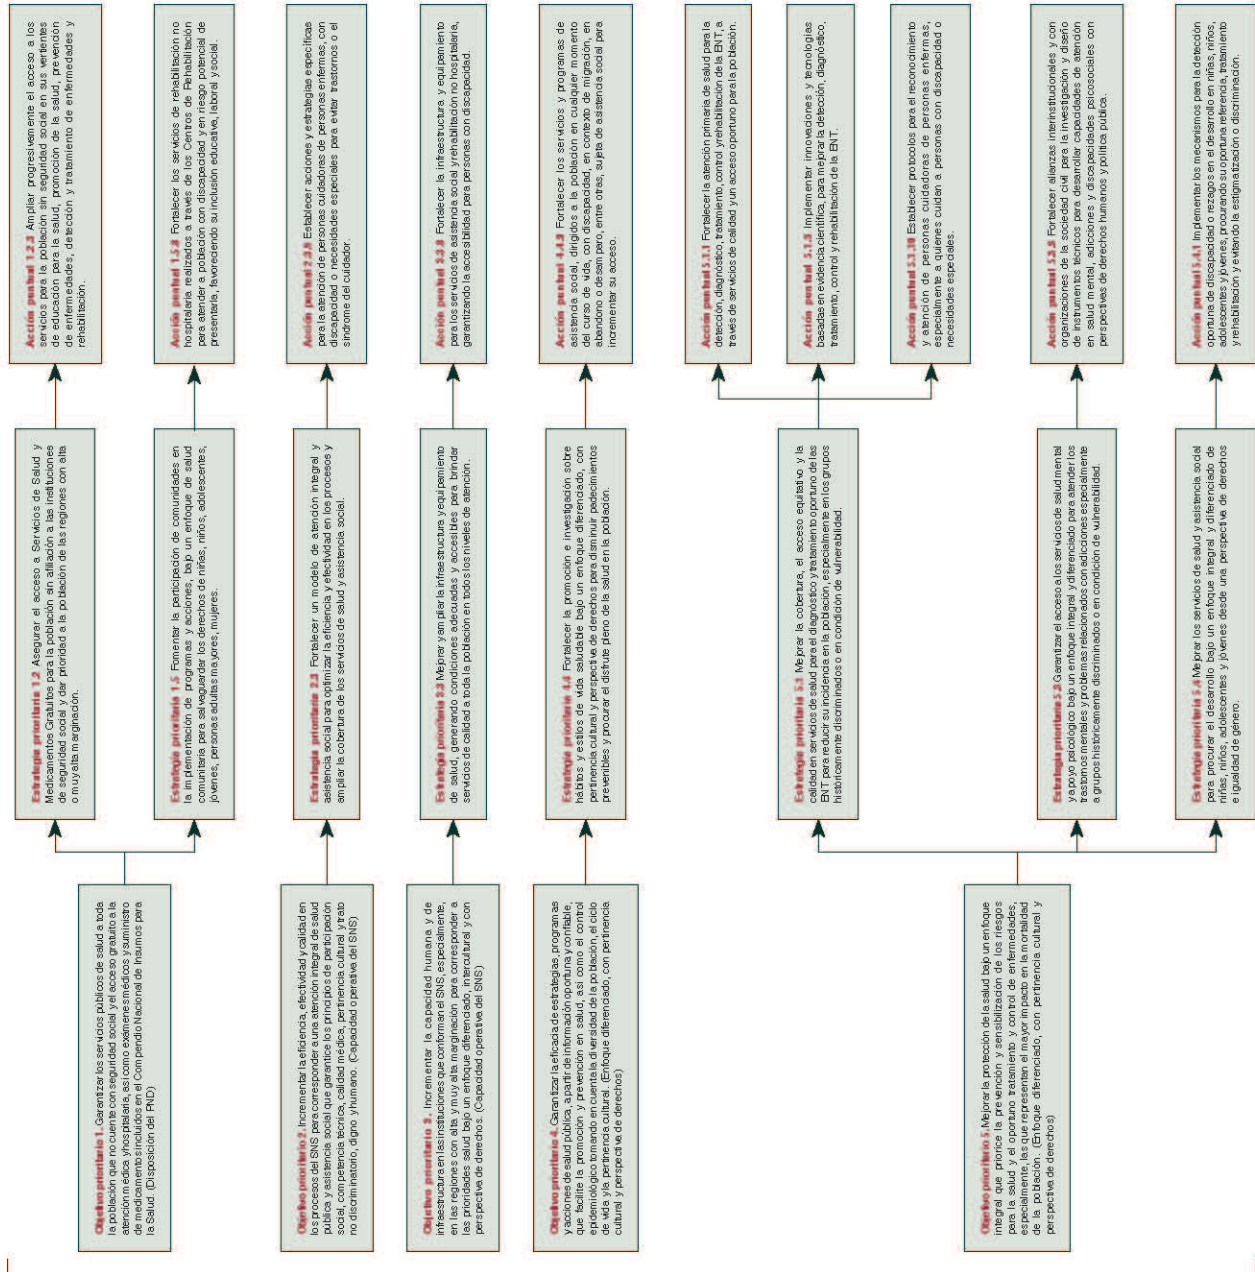 Objetivo prioritario 1. Garantizar los servicios públicos de salud a toda
la población que no cuente con seguridad social y el acceso gratuito a la
atención médica y hospitalaria, así como exámenes médicos y suministro
de medicamentos incluidos en el Compendio Nacional de Insumos para
la Salud. (Disposición del PND)
Estrategia prioritaria 1.2 Asegurar el acceso a Servicios de Salud y
Medicamentos Gratuitos para la población sin afiliación a las instituciones
de seguridad social y dar prioridad a la población de las regiones con alta
o muy alta marginación.
Acción puntual 1.2.3 Ampliar progresivamente el acceso a los
servicios para la población sin seguridad social en sus vertientes
de educación para la salud, promoción de la salud, prevención
de enfermedades, detección y tratamiento de enfermedades y
rehabilitación.
Estrategia prioritaria 1.5 Fomentar la participación de comunidades en
la implementación de programas y acciones, bajo un enfoque de salud
comunitaria para salvaguardar los derechos de niñas, niños, adolescentes,
jóvenes, personas adultas mayores, mujeres.
Acción puntual 1.5.8 Fortalecer los servicios de rehabilitación no
hospitalaria realizados a través de los Centros de Rehabilitación
para atender a población con discapacidad y en riesgo potencial de
presentarla, favoreciendo su inclusión educativa, laboral y social.
Objetivo prioritario 2. Incrementar la eficiencia, efectividad y calidad en
los procesos del SNS para corresponder a una atención integral de salud
pública y asistencia social que garantice los principios de participación
social, competencia técnica, calidad médica, pertinencia cultural y trato
no discriminatorio, digno y humano. (Capacidad operativa del SNS)
Estrategia prioritaria 2.3 Fortalecer un modelo de atención integral y
asistencia social para optimizar la eficiencia y efectividad en los procesos y
ampliar la cobertura de los servicios de salud y asistencia social.
Acción puntual 2.3.5 Establecer acciones y estrategias específicas
para la atención de personas cuidadoras de personas enfermas, con
discapacidad o necesidades especiales para evitar trastornos o el
síndrome del cuidador.
Objetivo prioritario 3. Incrementar la capacidad humana y de
infraestructura en las instituciones que conforman el SNS, especialmente,
en las regiones con alta y muy alta marginación para corresponder a
las prioridades salud bajo un enfoque diferenciado, intercultural y con
perspectiva de derechos. (Capacidad operativa del SNS)
Estrategia prioritaria 3.3 Mejorar y ampliar la infraestructura y equipamiento
de salud, generando condiciones adecuadas y accesibles para brindar
servicios de calidad a toda la población en todos los niveles de atención.
Acción puntual 3.3.8 Fortalecer la infraestructura y equipamiento
para los servicios de asistencia social y rehabilitación no hospitalaria,
garantizando la accesibilidad para personas con discapacidad.
Objetivo prioritario 4. Garantizar la eficacia de estrategias, programas
y acciones de salud pública, a partir de información oportuna y confiable,
que facilite la promoción y prevención en salud, así como el control
epidemiológico tomando en cuenta la diversidad de la población, el ciclo
de vida y la pertinencia cultural. (Enfoque diferenciado, con pertinencia
cultural y perspectiva de derechos)
Estrategia prioritaria 4.4 Fortalecer la promoción e investigación sobre
hábitos y estilos de vida saludable bajo un enfoque diferenciado, con
pertinencia cultural y perspectiva de derechos para disminuir padecimientos
prevenibles y procurar el disfrute pleno de la salud en la población.
Acción puntual 4.4.9 Fortalecer los servicios y programas de
asistencia social, dirigidos a la población en cualquier momento
del curso de vida, con discapacidad, en contexto de migración, en
abandono o desamparo, entre otras, sujeta de asistencia social para
incrementar su acceso.
Objetivo prioritario 5. Mejorar la protección de la salud bajo un enfoque
integral que priorice la prevención y sensibilización de los riesgos
para la salud y el oportuno tratamiento y control de enfermedades,
especialmente, las que representan el mayor impacto en la mortalidad
de la población. (Enfoque diferenciado, con pertinencia cultural y
perspectiva de derechos)
Estrategia prioritaria 5.1 Mejorar la cobertura, el acceso equitativo y la
calidad en servicios de salud para el diagnóstico y tratamiento oportuno de las
ENT para reducir su incidencia en la población, especialmente en los grupos
históricamente discriminados o en condición de vulnerabilidad.
Acción puntual 5.1.1 Fortalecer la atención primaria de salud para la
detección, diagnóstico, tratamiento, control y rehabilitación de la ENT, a
través de servicios de calidad y un acceso oportuno para la población.
Acción puntual 5.1.3 Implementar innovaciones y tecnologías
basadas en evidencia científica, para mejorar la detección, diagnóstico,
tratamiento, control y rehabilitación de la ENT.
Acción puntual 5.1.10 Establecer protocolos para el reconocimiento
y atención de personas cuidadoras de personas enfermas,
especialmente a quienes cuidan a personas con discapacidad o
necesidades especiales.
Estrategia prioritaria 5.3 Garantizar el acceso a los servicios de salud mental
y apoyo psicológico bajo un enfoque integral y diferenciado para atender los
trastornos mentales y problemas relacionados con adicciones especialmente
a grupos históricamente discriminados o en condición de vulnerabilidad.
Acción puntual 5.3.8 Fortalecer alianzas interinstitucionales y con
organizaciones de la sociedad civil para la investigación y diseño
de instrumentos técnicos para desarrollar capacidades de atención
en salud mental, adicciones y discapacidades psicosociales con
perspectivas de derechos humanos y política pública.
Estrategia prioritaria 5.4 Mejorar los servicios de salud y asistencia social
para procurar el desarrollo bajo un enfoque integral y diferenciado de
niñas, niños, adolescentes y jóvenes desde una perspectiva de derechos
e igualdad de género.
Acción puntual 5.4.1 Implementar los mecanismos para la detección
oportuna de discapacidad o rezagos en el desarrollo en niñas, niños,
adolescentes y jóvenes, procurando su oportuna referencia, tratamiento
y rehabilitación y evitando la estigmatización o discriminación.